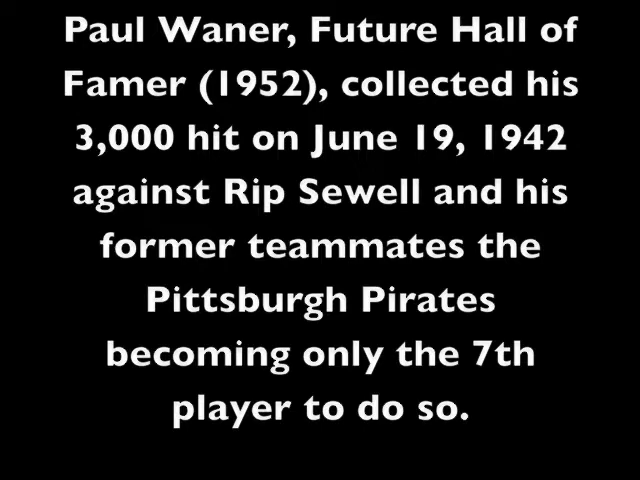 Paul Waner, Future Hall of
Famer (1952), collected his
3,000 hit on June 19, 1942
against Rip Sewell and his
former teammates the
Pittsburgh Pirates
becoming only the 7th
player to do so.